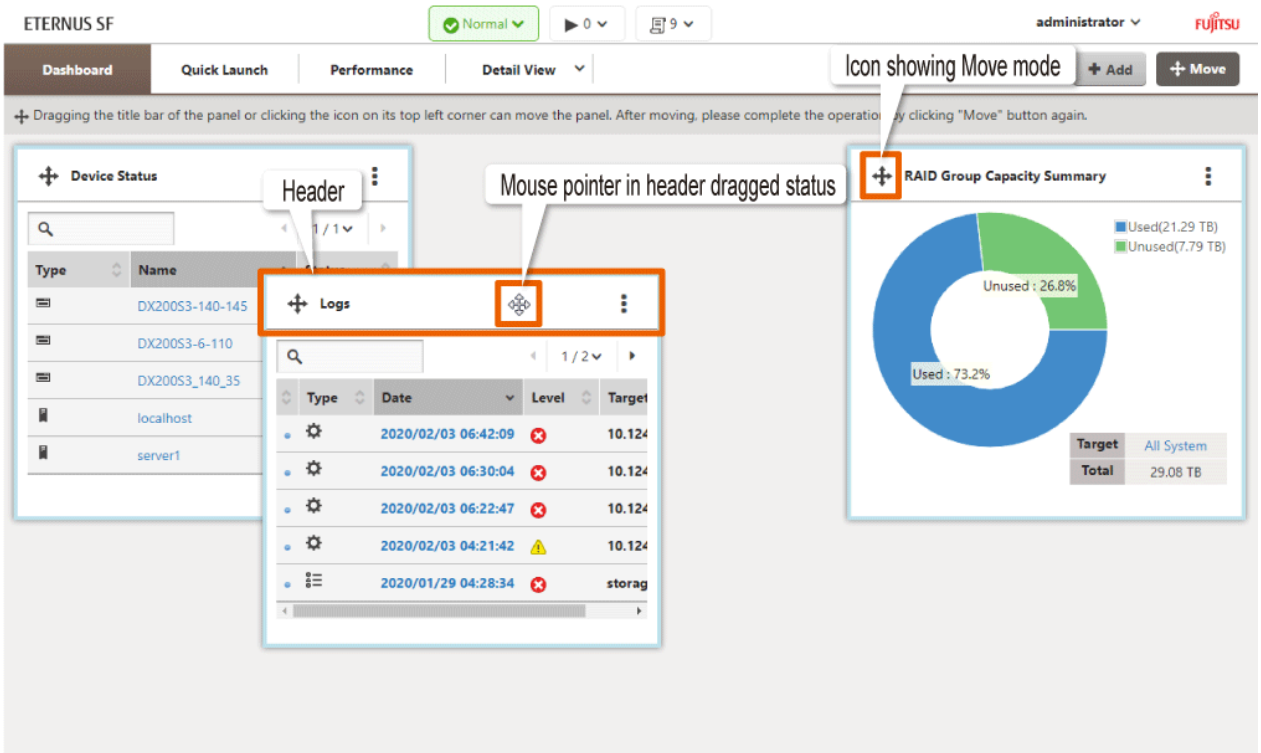 ETERNUS SF
Normal
0
9
administrator
FUJITSU
Dashboard
Quick Launch
Performance
Detail View
Icon showing Move mode
Add
Move
Dragging the title bar of the panel or clicking the icon on its top left corner can move the panel. After moving, please complete the operation by clicking "Move" button again.
Device Status
1 / 1
Type
Name
DX200S3-140-145
DX200S3-6-110
DX200S3_140_35
localhost
server1
Header
Mouse pointer in header dragged status
Logs
1 / 2
Type
Date
Level
Target
2020/02/03 06:42:09
10.124
2020/02/03 06:30:04
10.124
2020/02/03 06:22:47
10.124
2020/02/03 04:21:42
10.124
2020/01/29 04:28:34
storag
RAID Group Capacity Summary
Used(21.29 TB)
Unused(7.79 TB)
Unused : 26.8%
Used : 73.2%
Target
All System
Total
29.08 TB